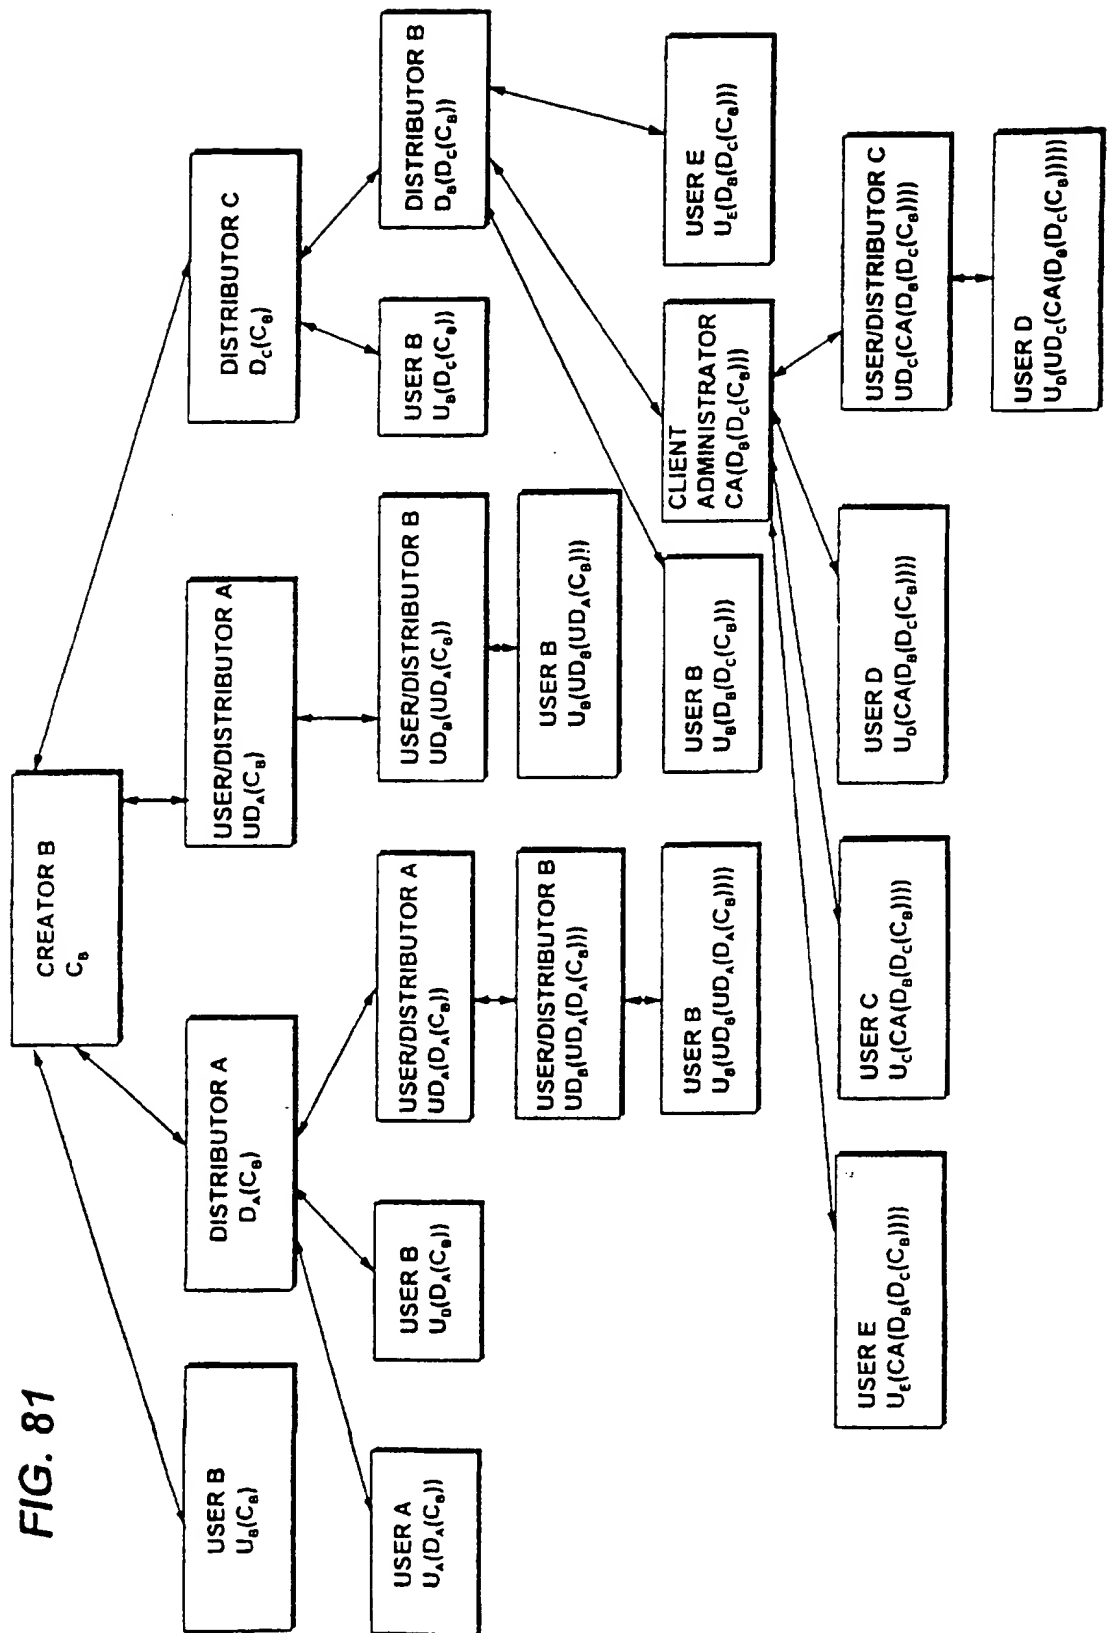 FIG. 81
CREATOR B
C_B
USER B
U_B(C_B)
DISTRIBUTOR A
D_A(C_B)
USER/DISTRIBUTOR A
UD_A(C_B)
DISTRIBUTOR C
D_C(C_B)
USER A
U_A(D_A(C_B))
USER B
U_D(D_A(C_B))
USER/DISTRIBUTOR A
UD_A(D_A(C_B))
USER/DISTRIBUTOR B
UD_B(UD_A(C_B))
USER B
U_B(D_C(C_B))
DISTRIBUTOR B
D_B(D_C(C_B))
USER/DISTRIBUTOR B
UD_B(UD_A(D_A(C_B)))
USER B
U_B(UD_B(UD_A(C_B)))
USER B
U_B(UD_B(UD_A(D_A(C_B))))
USER B
U_B(D_B(D_C(C_B)))
CLIENT
ADMINISTRATOR
CA(D_B(D_C(C_B)))
USER E
U_E(D_B(D_C(C_B)))
USER E
U_E(CA(D_B(D_C(C_B))))
USER C
U_C(CA(D_B(D_C(C_B))))
USER D
U_D(CA(D_B(D_C(C_B))))
USER/DISTRIBUTOR C
UD_C(CA(D_B(D_C(C_B))))
USER D
U_D(UD_C(CA(D_B(D_C(C_B)))))